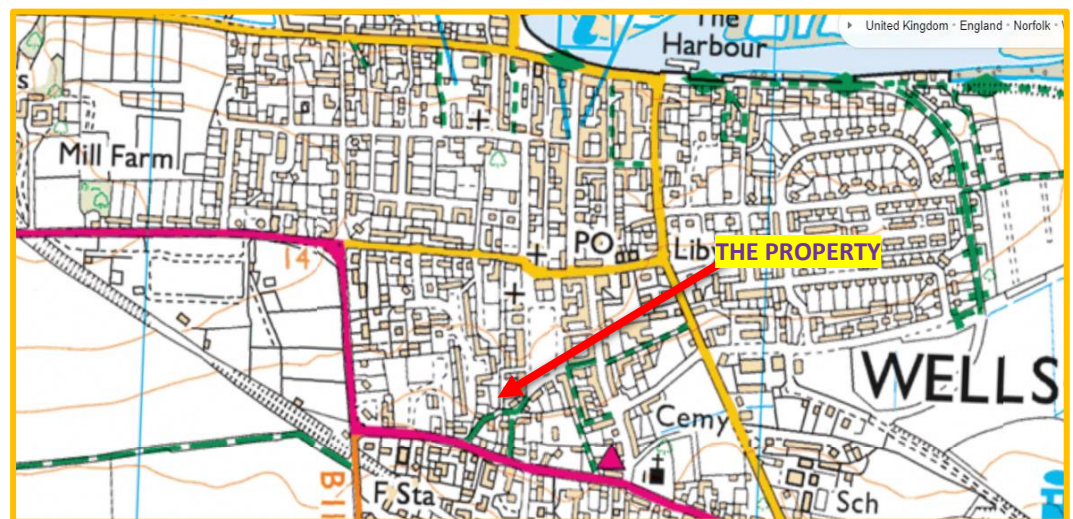 The
Harbour
United Kingdom · England · Norfolk ·
s
Mill Farm
14
PO
Lib
THE PROPERTY
WELLS
Cemy
F Sta
Sch